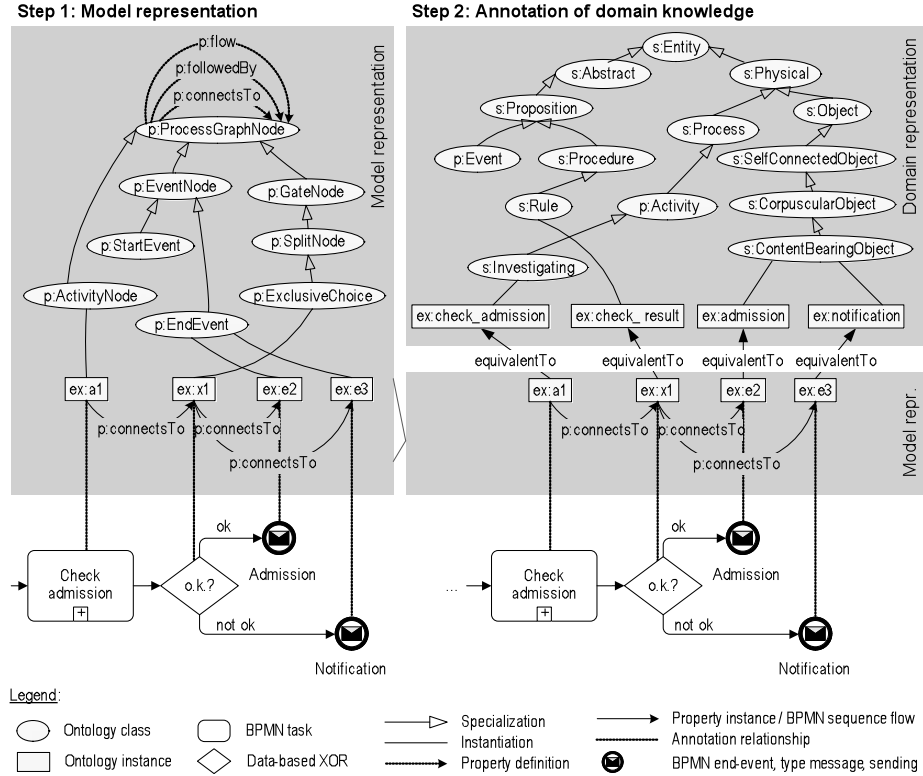 Step 1: Model representation
p:flow
p:followedBy
p:connectsTo
p:ProcessGraphNode
p:EventNode
p:GateNode
p:StartEvent
p:SplitNode
p:ActivityNode
p:ExclusiveChoice
p:EndEvent
Model representation
ex:a1
ex:x1
ex:e2
ex:e3
p:connectsTo
p:connectsTo
p:connectsTo
ok
Check
admission
+
o.k.?
Admission
not ok
Notification
Step 2: Annotation of domain knowledge
s:Entity
s:Abstract
s:Physical
s:Proposition
s:Object
s:Process
p:Event
s:Procedure
s:SelfConnectedObject
s:Rule
p:Activity
s:CorpuscularObject
s:ContentBearingObject
s:Investigating
Domain representation
ex:check_admission
ex:check_ result
ex:admission
ex:notification
equivalentTo
equivalentTo
equivalentTo
equivalentTo
ex:a1
ex:x1
ex:e2
ex:e3
p:connectsTo
p:connectsTo
p:connectsTo
Model repr.
ok
...
Check
admission
+
o.k.?
Admission
not ok
Notification
Legend:
Ontology class
BPMN task
Specialization
Property instance / BPMN sequence flow
Instantiation
Annotation relationship
Ontology instance
Data-based XOR
Property definition
BPMN end-event, type message, sending